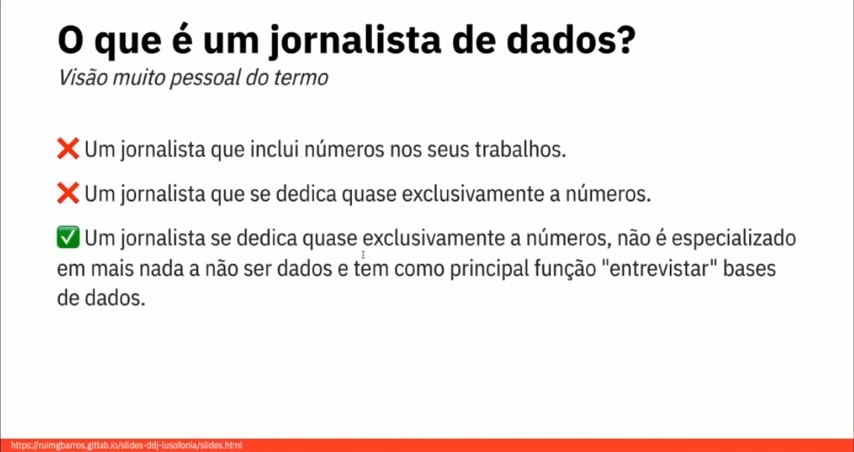 O que é um jornalista de dados?
Visão muito pessoal do termo
❌ Um jornalista que inclui números nos seus trabalhos.
❌ Um jornalista que se dedica quase exclusivamente a números.
✅ Um jornalista se dedica quase exclusivamente a números, não é especializado
em mais nada a não ser dados e tem como principal função "entrevistar" bases
de dados.
https://ruimgbarros.gitlab.io/slides-ddj-lusofonia/slides.html